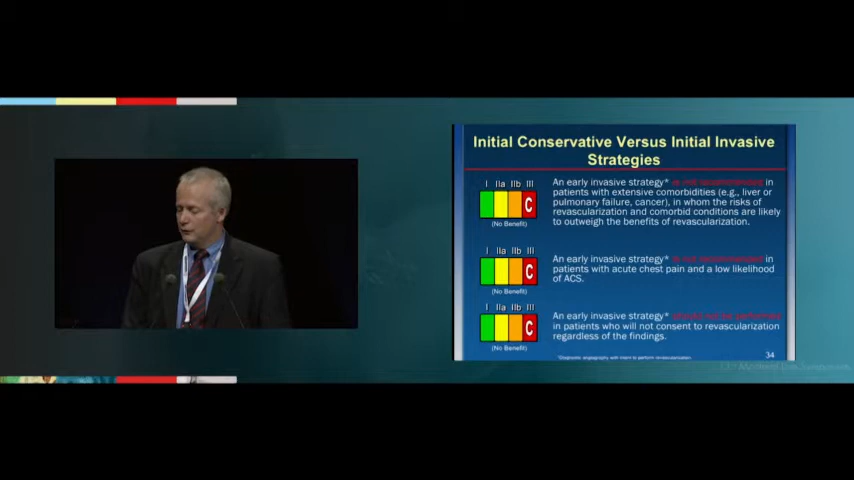 Initial Conservative Versus Initial Invasive
Strategies
I IIa IIb III
C
(No Benefit)
An early invasive strategy* is not recommended in
patients with extensive comorbidities (e.g., liver or
pulmonary failure, cancer), in whom the risks of
revascularization and comorbid conditions are likely
to outweigh the benefits of revascularization.
I IIa IIb III
C
(No Benefit)
An early invasive strategy* is not recommended in
patients with acute chest pain and a low likelihood
of ACS.
I IIa IIb III
C
(No Benefit)
An early invasive strategy* should not be performed
in patients who will not consent to revascularization
regardless of the findings.
*Diagnostic angiography with intent to perform revascularization.
34